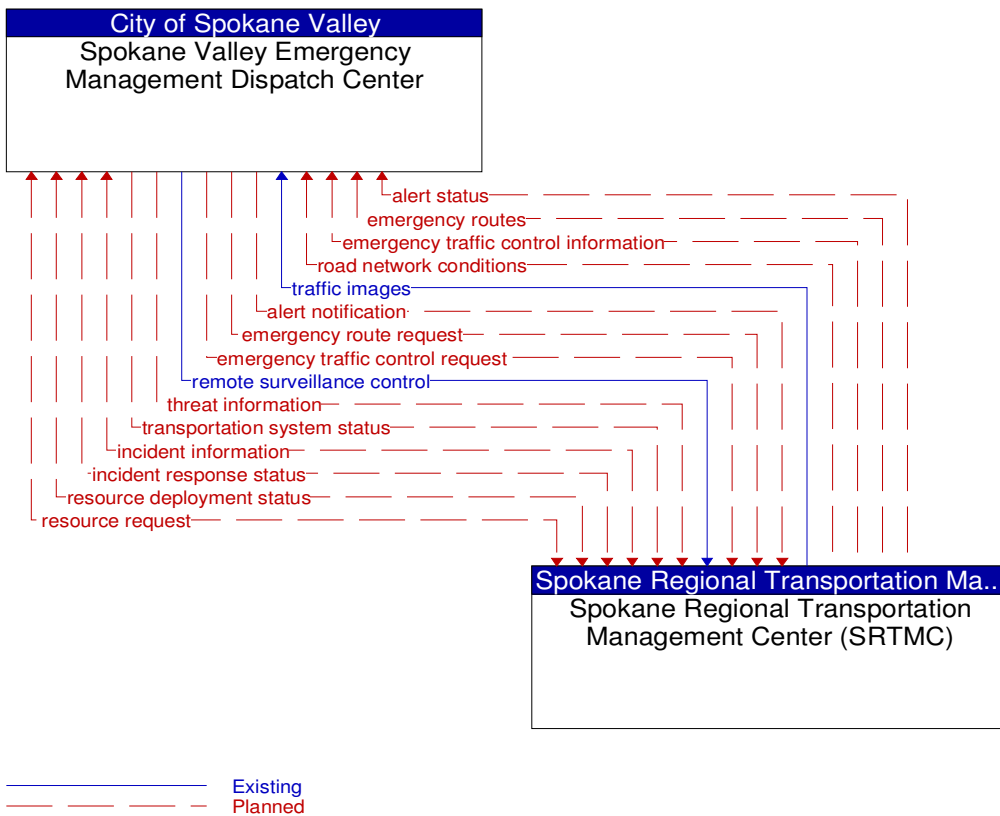 City of Spokane Valley
Spokane Valley Emergency
Management Dispatch Center
alert status
emergency routes
emergency traffic control information
road network conditions
traffic images
alert notification
emergency route request
emergency traffic control request
remote surveillance control
threat information
transportation system status
incident information
incident response status
resource deployment status
resource request
Spokane Regional Transportation Ma..
Spokane Regional Transportation
Management Center (SRTMC)
Existing
Planned